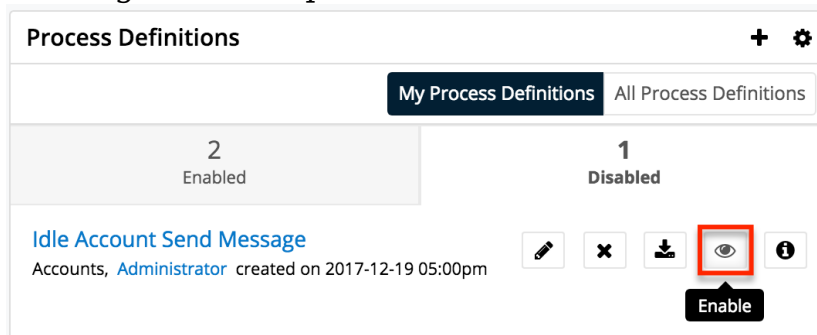 Process Definitions
My Process Definitions All Process Definitions
2 1
Enabled Disabled
Idle Account Send Message
Accounts, Administrator created on 2017-12-19 05:00pm
Enable